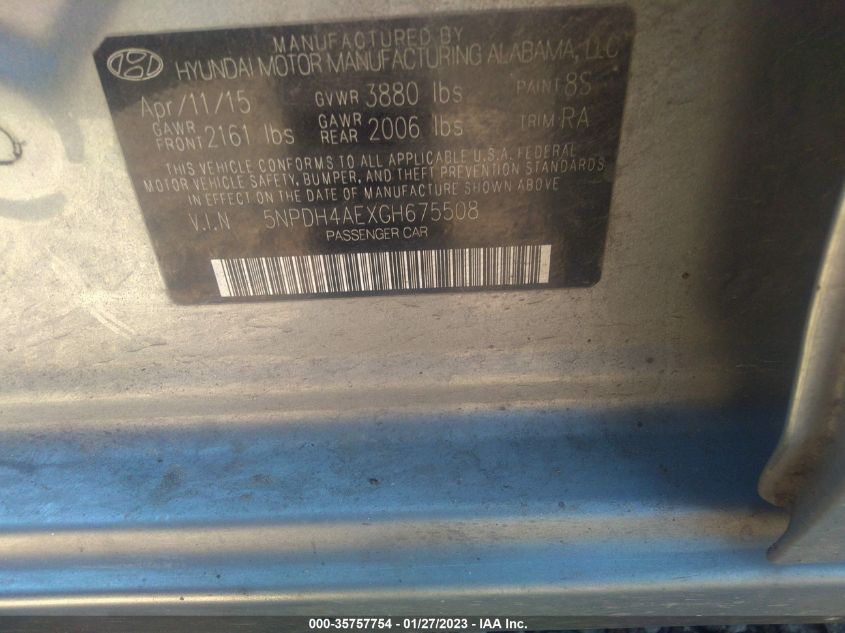 MANUFACTURED BY
HYUNDAI MOTOR MANUFACTURING ALABAMA, LLC
Apr/11/15 GVWR 3880 lbs PAINT 8S
GAWR FRONT 2161 lbs GAWR REAR 2006 lbs TRIM RA
THIS VEHICLE CONFORMS TO ALL APPLICABLE U.S.A. FEDERAL
MOTOR VEHICLE SAFETY, BUMPER, AND THEFT PREVENTION STANDARDS
IN EFFECT ON THE DATE OF MANUFACTURE SHOWN ABOVE
V.I.N 5NPDH4AEXGH675508
PASSENGER CAR
000-35757754 - 01/27/2023 - IAA Inc.